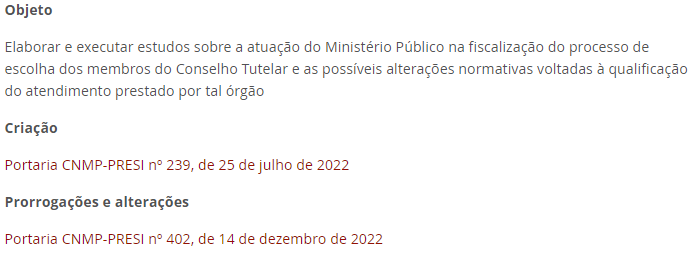 Objeto
Elaborar e executar estudos sobre a atuação do Ministério Público na fiscalização do processo de
escolha dos membros do Conselho Tutelar e as possíveis alterações normativas voltadas à qualificação
do atendimento prestado por tal órgão
Criação
Portaria CNMP-PRESI nº 239, de 25 de julho de 2022
Prorrogações e alterações
Portaria CNMP-PRESI nº 402, de 14 de dezembro de 2022